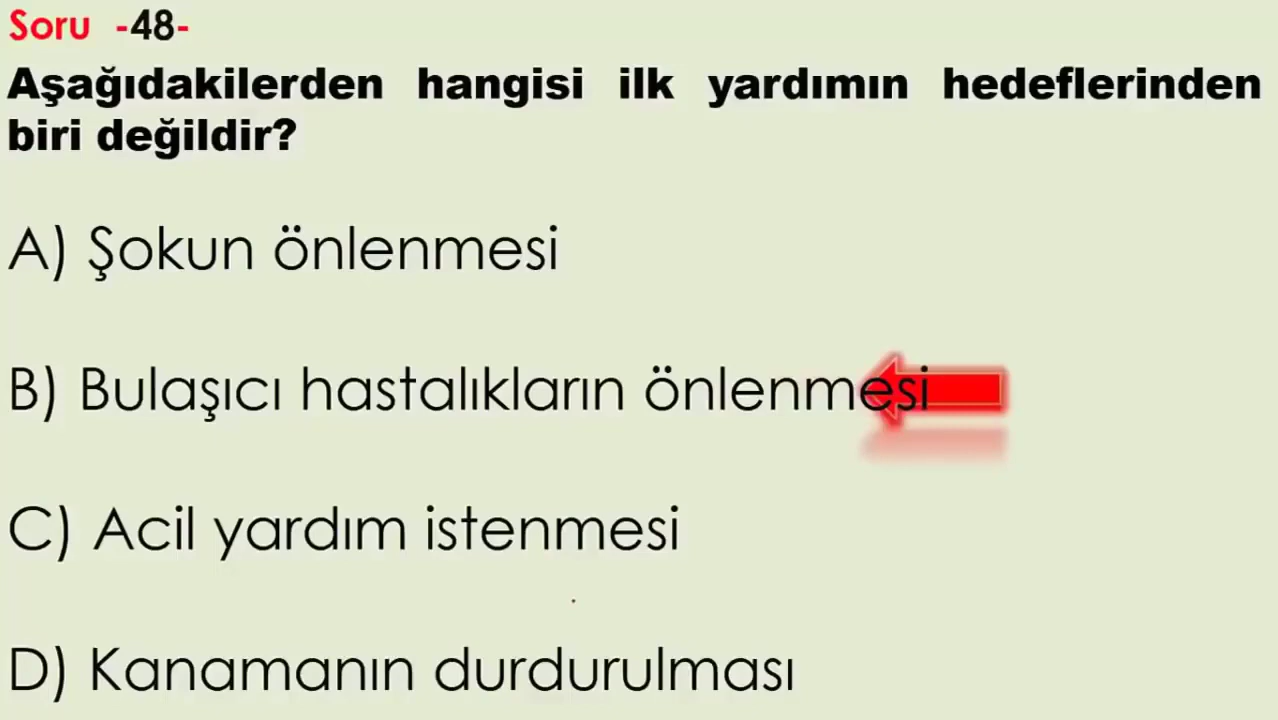 Soru -48-
Aşağıdakilerden hangisi ilk yardımın hedeflerinden
biri değildir?
A) Şokun önlenmesi
B) Bulaşıcı hastalıkların önlenmesi
C) Acil yardım istenmesi
D) Kanamanın durdurulması